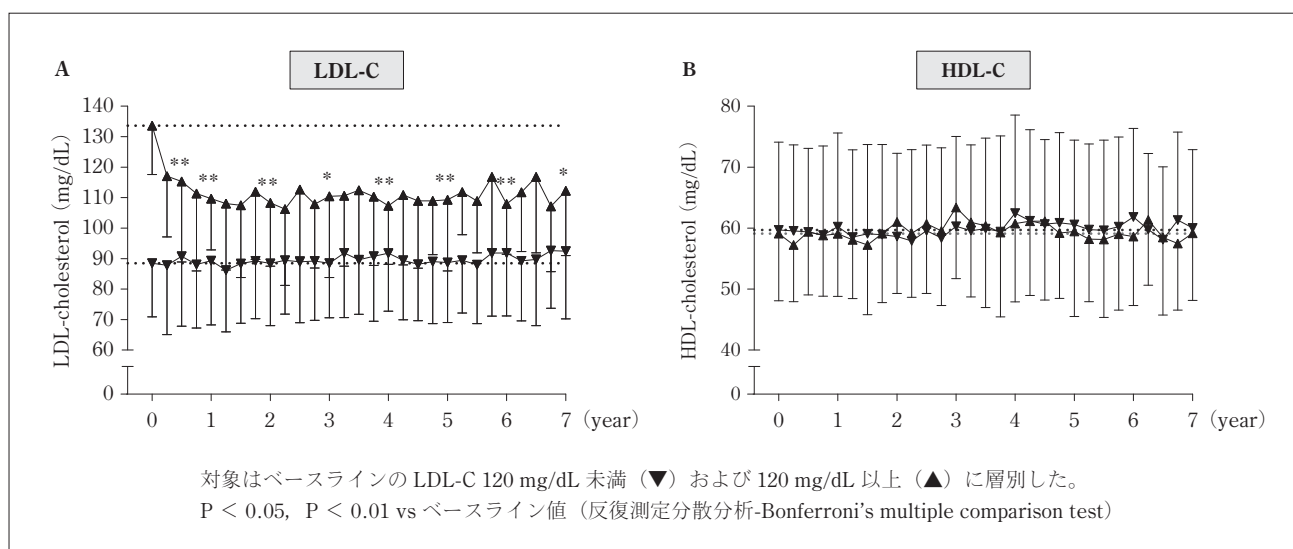 A
LDL-C
LDL-cholesterol (mg/dL)
140
130
120
110
100
90
80
70
60
0
** ** ** * ** ** ** *
0 1 2 3 4 5 6 7 (year)
B
HDL-C
HDL-cholesterol (mg/dL)
80
70
60
50
40
0
0 1 2 3 4 5 6 7 (year)
対象はベースラインの LDL-C 120 mg/dL 未満（▼）および 120 mg/dL 以上（▲）に層別した。
P < 0.05, P < 0.01 vs ベースライン値（反復測定分散分析-Bonferroni's multiple comparison test）